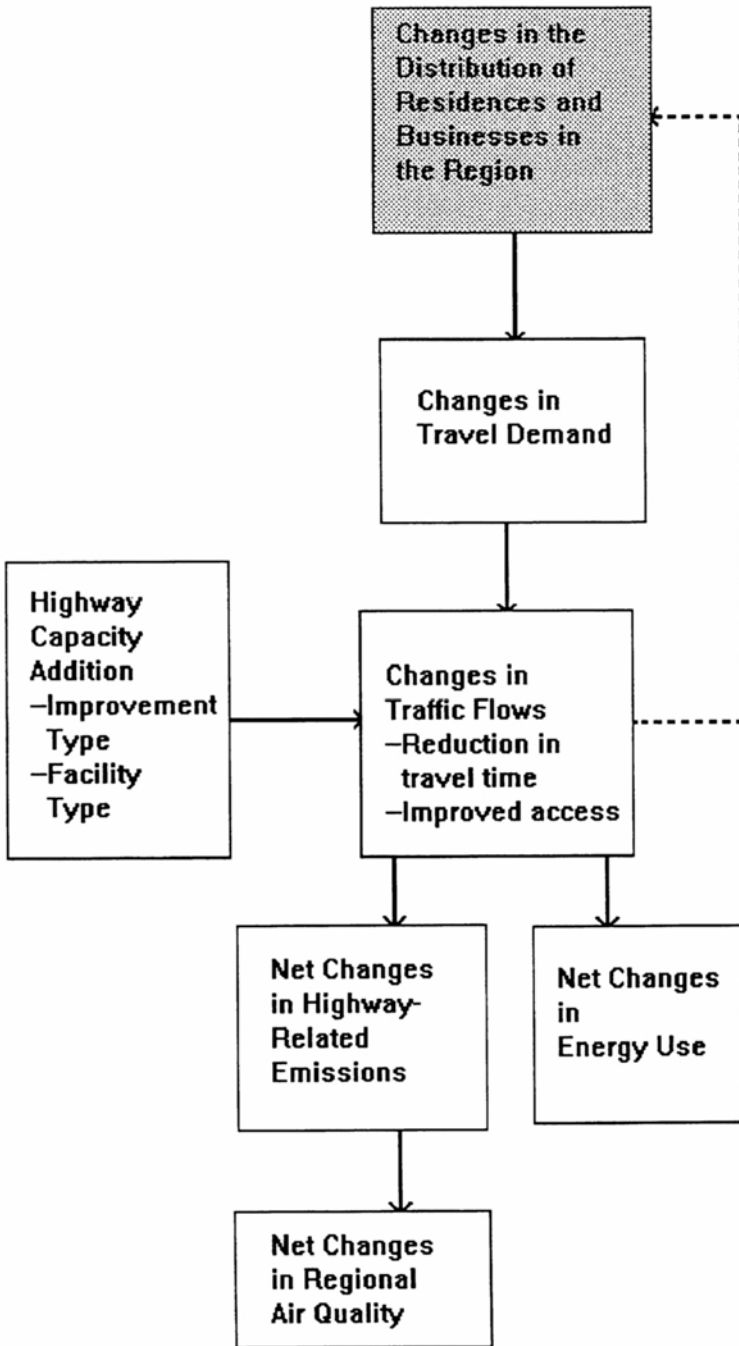 Changes in the
Distribution of
Residences and
Businesses in
the Region
Changes in
Travel Demand
Highway
Capacity
Addition
–Improvement
Type
–Facility
Type
Changes in
Traffic Flows
–Reduction in
travel time
–Improved access
Net Changes
in Highway-
Related
Emissions
Net Changes
in
Energy Use
Net Changes
in Regional
Air Quality